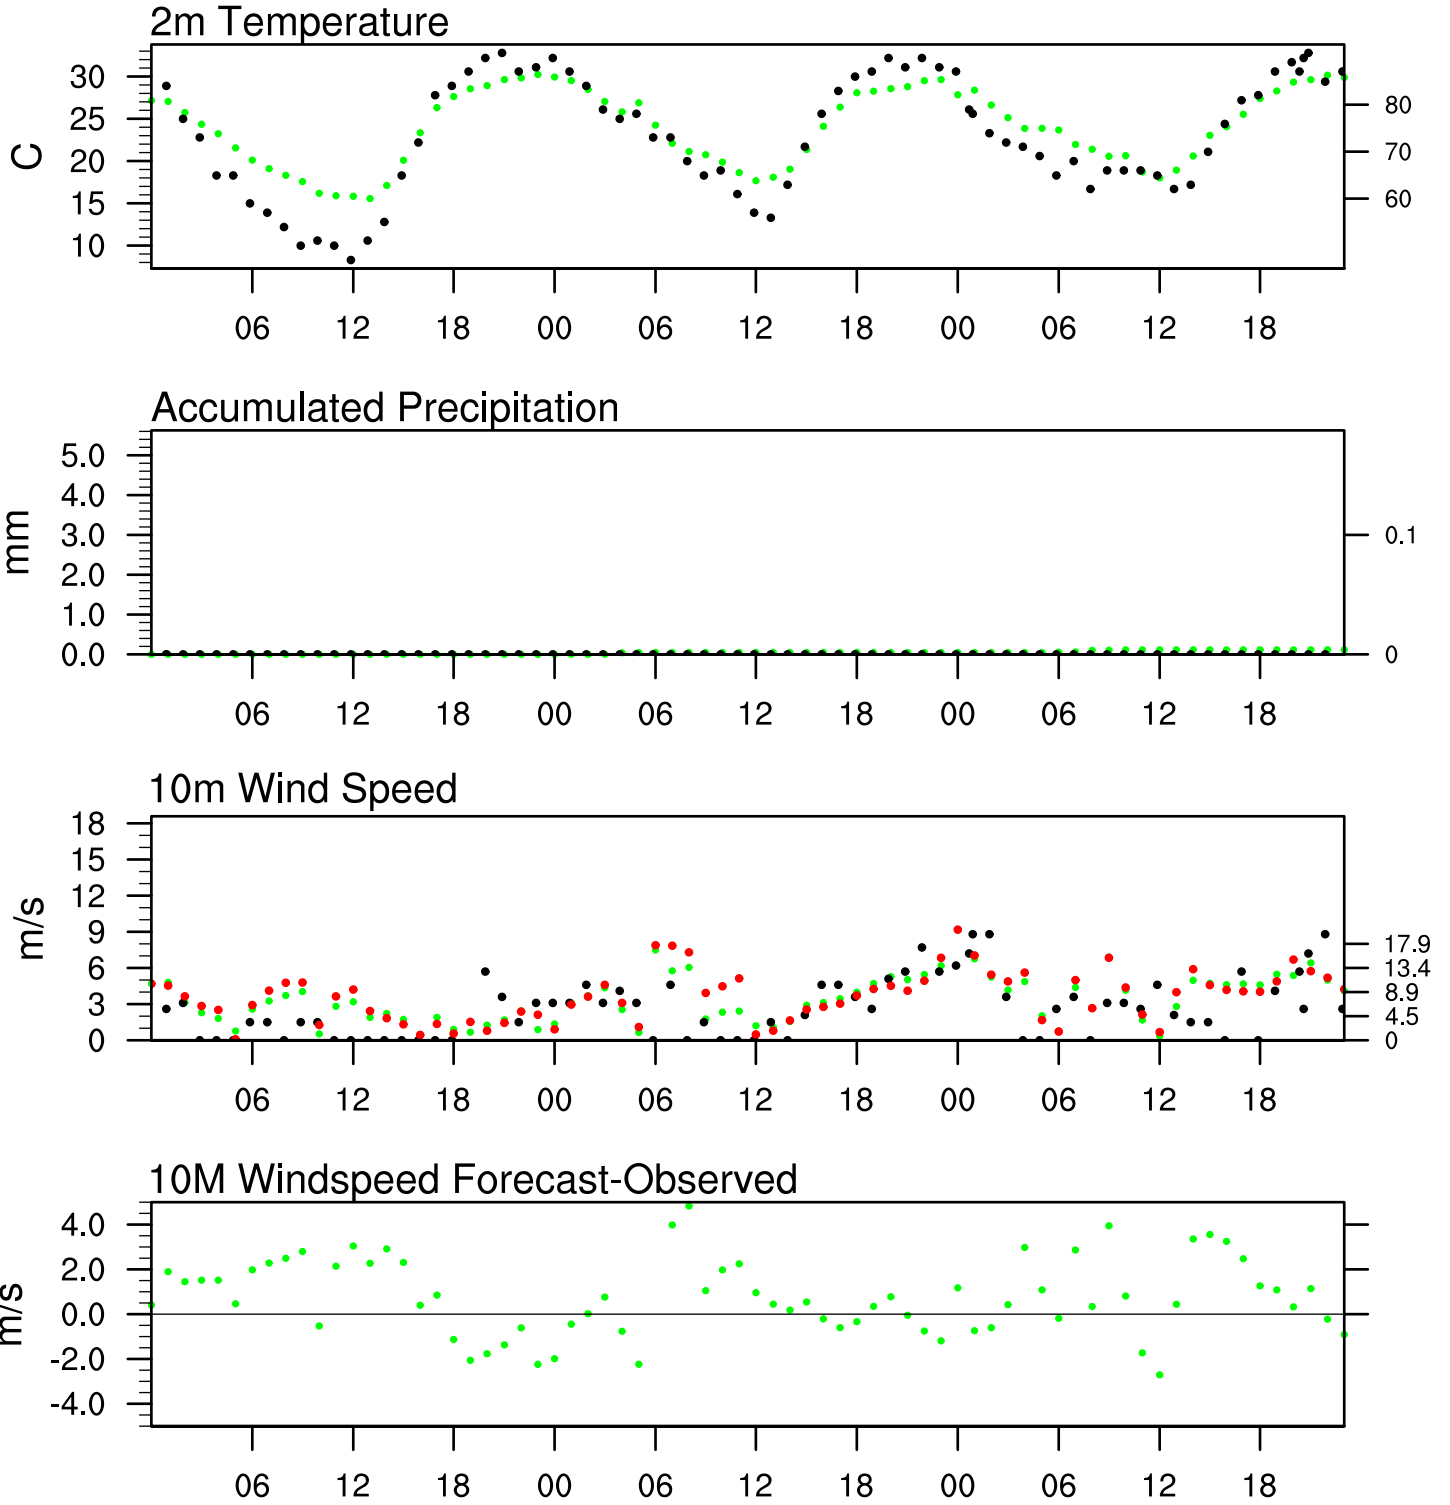 2m Temperature
C
30
25
20
15
10
80
70
60
06 12 18 00 06 12 18 00 06 12 18
Accumulated Precipitation
mm
5.0
4.0
3.0
2.0
1.0
0.0
0.1
0
06 12 18 00 06 12 18 00 06 12 18
10m Wind Speed
m/s
18
15
12
9
6
3
0
17.9
13.4
8.9
4.5
0
06 12 18 00 06 12 18 00 06 12 18
10M Windspeed Forecast-Observed
m/s
4.0
2.0
0.0
-2.0
-4.0
06 12 18 00 06 12 18 00 06 12 18